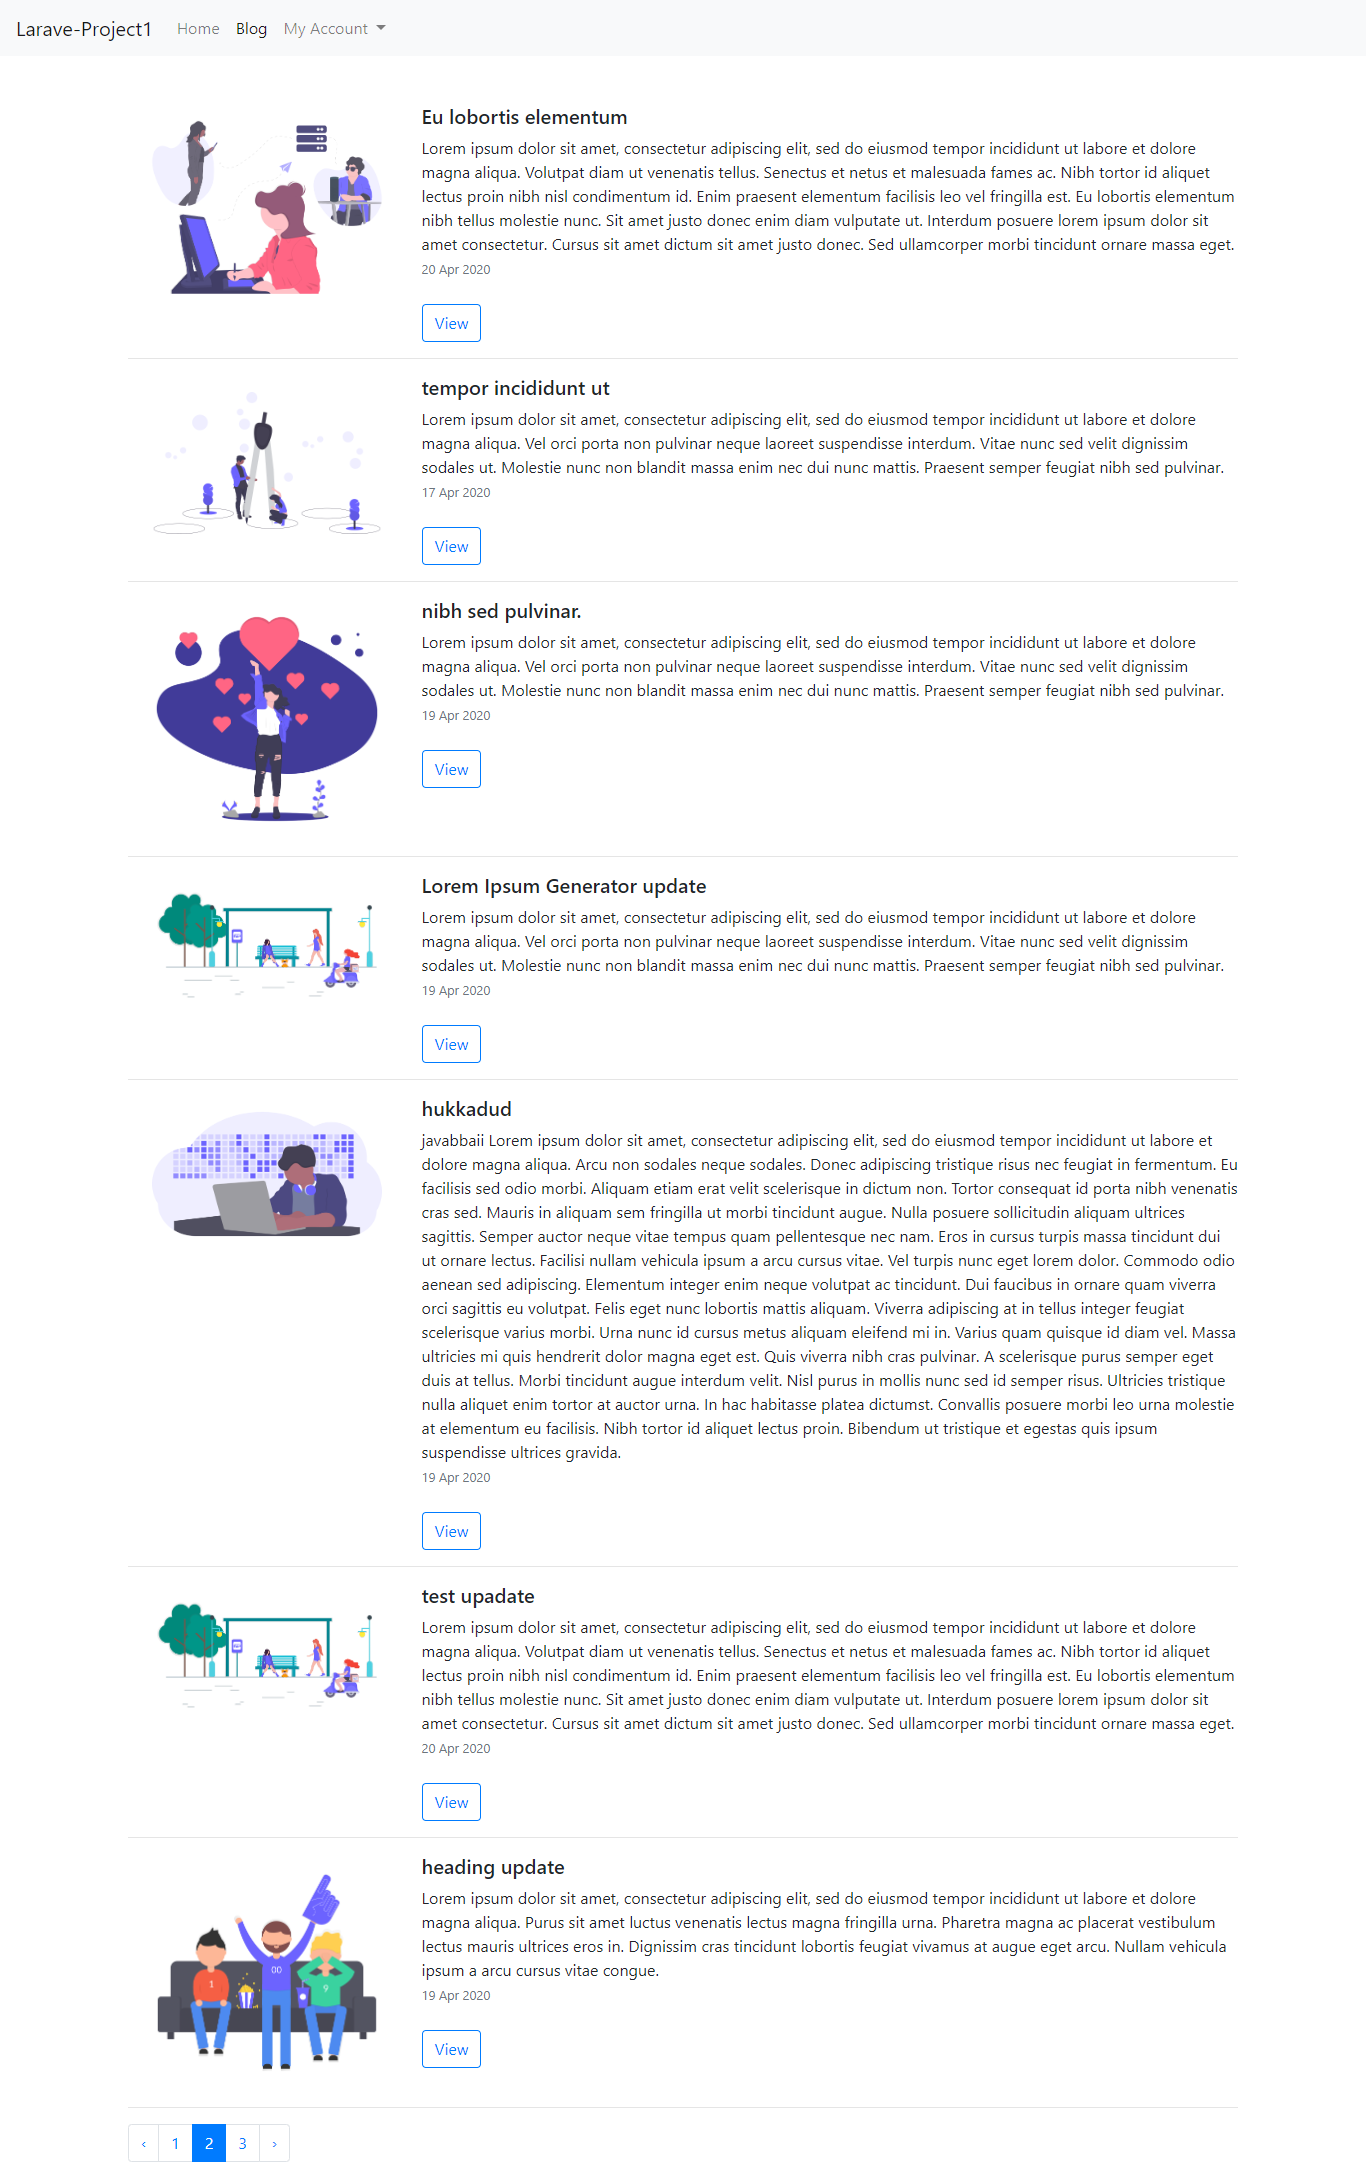 Larave-Project1 Home Blog My Account
Eu lobortis elementum
Lorem ipsum dolor sit amet, consectetur adipiscing elit, sed do eiusmod tempor incididunt ut labore et dolore
magna aliqua. Volutpat diam ut venenatis tellus. Senectus et netus et malesuada fames ac. Nibh tortor id aliquet
lectus proin nibh nisl condimentum id. Enim praesent elementum facilisis leo vel fringilla est. Eu lobortis elementum
nibh tellus molestie nunc. Sit amet justo donec enim diam vulputate ut. Interdum posuere lorem ipsum dolor sit
amet consectetur. Cursus sit amet dictum sit amet justo donec. Sed ullamcorper morbi tincidunt ornare massa eget.
20 Apr 2020
View
tempor incididunt ut
Lorem ipsum dolor sit amet, consectetur adipiscing elit, sed do eiusmod tempor incididunt ut labore et dolore
magna aliqua. Vel orci porta non pulvinar neque laoreet suspendisse interdum. Vitae nunc sed velit dignissim
sodales ut. Molestie nunc non blandit massa enim nec dui nunc mattis. Praesent semper feugiat nibh sed pulvinar.
17 Apr 2020
View
nibh sed pulvinar.
Lorem ipsum dolor sit amet, consectetur adipiscing elit, sed do eiusmod tempor incididunt ut labore et dolore
magna aliqua. Vel orci porta non pulvinar neque laoreet suspendisse interdum. Vitae nunc sed velit dignissim
sodales ut. Molestie nunc non blandit massa enim nec dui nunc mattis. Praesent semper feugiat nibh sed pulvinar.
19 Apr 2020
View
Lorem Ipsum Generator update
Lorem ipsum dolor sit amet, consectetur adipiscing elit, sed do eiusmod tempor incididunt ut labore et dolore
magna aliqua. Vel orci porta non pulvinar neque laoreet suspendisse interdum. Vitae nunc sed velit dignissim
sodales ut. Molestie nunc non blandit massa enim nec dui nunc mattis. Praesent semper feugiat nibh sed pulvinar.
19 Apr 2020
View
hukkadud
javabbaii Lorem ipsum dolor sit amet, consectetur adipiscing elit, sed do eiusmod tempor incididunt ut labore et
dolore magna aliqua. Arcu non sodales neque sodales. Donec adipiscing tristique risus nec feugiat in fermentum. Eu
facilisis sed odio morbi. Aliquam etiam erat velit scelerisque in dictum non. Tortor consequat id porta nibh venenatis
cras sed. Mauris in aliquam sem fringilla ut morbi tincidunt augue. Nulla posuere sollicitudin aliquam ultrices
sagittis. Semper auctor neque vitae tempus quam pellentesque nec nam. Eros in cursus turpis massa tincidunt dui
ut ornare lectus. Facilisi nullam vehicula ipsum a arcu cursus vitae. Vel turpis nunc eget lorem dolor. Commodo odio
aenean sed adipiscing. Elementum integer enim neque volutpat ac tincidunt. Dui faucibus in ornare quam viverra
orci sagittis eu volutpat. Felis eget nunc lobortis mattis aliquam. Viverra adipiscing at in tellus integer feugiat
scelerisque varius morbi. Urna nunc id cursus metus aliquam eleifend mi in. Varius quam quisque id diam vel. Massa
ultricies mi quis hendrerit dolor magna eget est. Quis viverra nibh cras pulvinar. A scelerisque purus semper eget
duis at tellus. Morbi tincidunt augue interdum velit. Nisl purus in mollis nunc sed id semper risus. Ultricies tristique
nulla aliquet enim tortor at auctor urna. In hac habitasse platea dictumst. Convallis posuere morbi leo urna molestie
at elementum eu facilisis. Nibh tortor id aliquet lectus proin. Bibendum ut tristique et egestas quis ipsum
suspendisse ultrices gravida.
19 Apr 2020
View
test upadate
Lorem ipsum dolor sit amet, consectetur adipiscing elit, sed do eiusmod tempor incididunt ut labore et dolore
magna aliqua. Volutpat diam ut venenatis tellus. Senectus et netus et malesuada fames ac. Nibh tortor id aliquet
lectus proin nibh nisl condimentum id. Enim praesent elementum facilisis leo vel fringilla est. Eu lobortis elementum
nibh tellus molestie nunc. Sit amet justo donec enim diam vulputate ut. Interdum posuere lorem ipsum dolor sit
amet consectetur. Cursus sit amet dictum sit amet justo donec. Sed ullamcorper morbi tincidunt ornare massa eget.
20 Apr 2020
View
heading update
Lorem ipsum dolor sit amet, consectetur adipiscing elit, sed do eiusmod tempor incididunt ut labore et dolore
magna aliqua. Purus sit amet luctus venenatis lectus magna fringilla urna. Pharetra magna ac placerat vestibulum
lectus mauris ultrices eros in. Dignissim cras tincidunt lobortis feugiat vivamus at augue eget arcu. Nullam vehicula
ipsum a arcu cursus vitae congue.
19 Apr 2020
View
1 00 9
‹ 1 2 3 ›